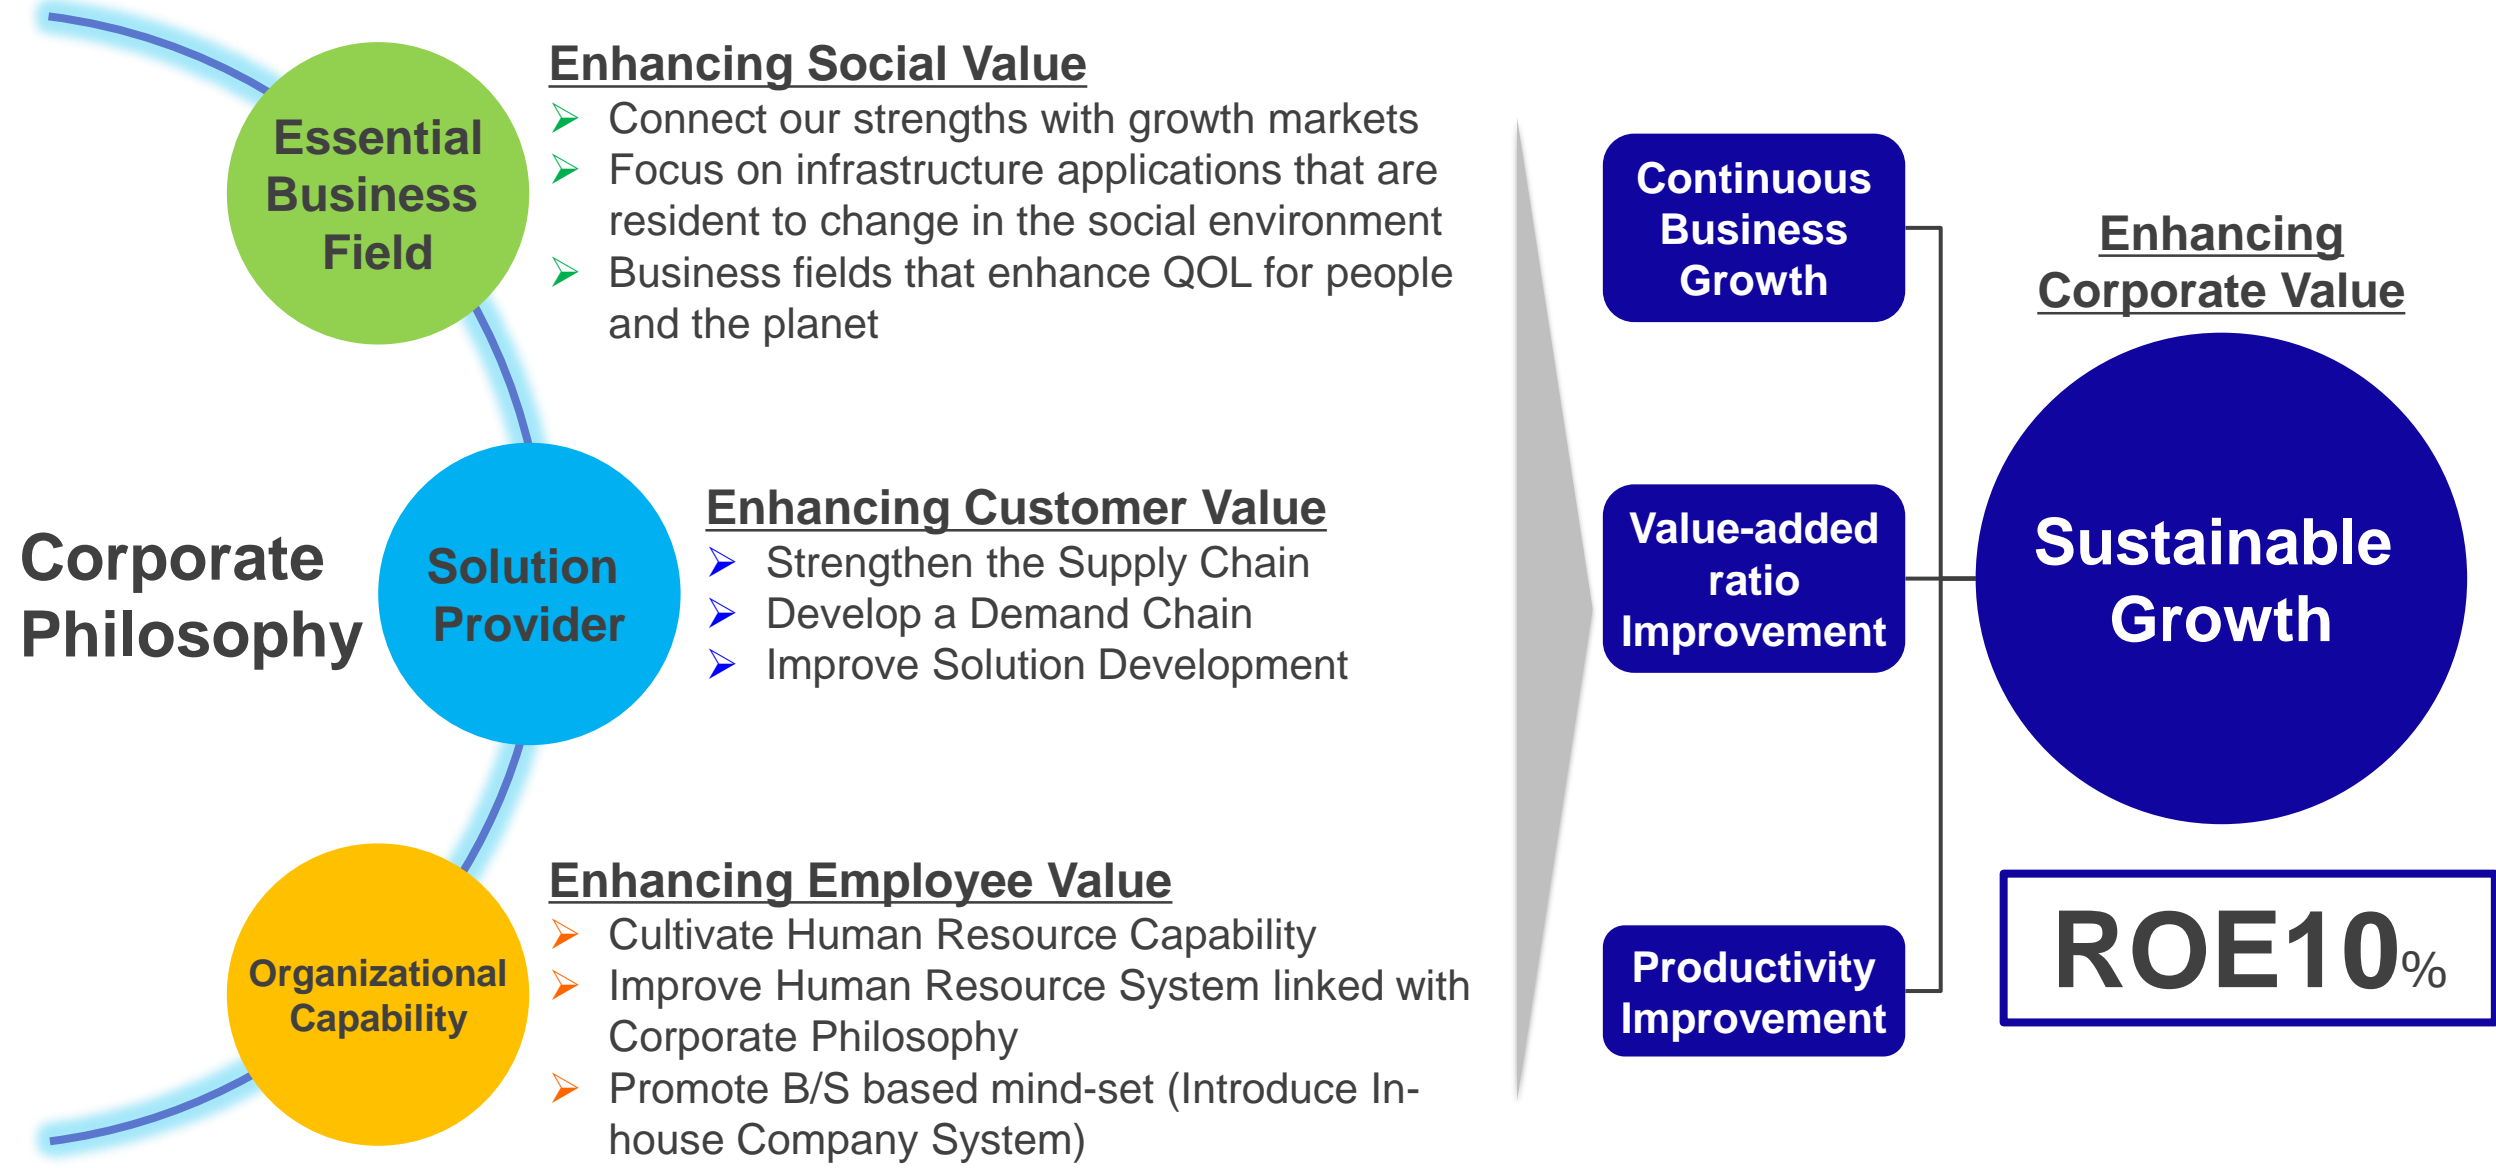 Corporate
Philosophy
Essential
Business
Field
Enhancing Social Value
Connect our strengths with growth markets
Focus on infrastructure applications that are
resident to change in the social environment
Business fields that enhance QOL for people
and the planet
Solution
Provider
Enhancing Customer Value
Strengthen the Supply Chain
Develop a Demand Chain
Improve Solution Development
Organizational
Capability
Enhancing Employee Value
Cultivate Human Resource Capability
Improve Human Resource System linked with
Corporate Philosophy
Promote B/S based mind-set (Introduce In-
house Company System)
Continuous
Business
Growth
Value-added
ratio
Improvement
Productivity
Improvement
Enhancing
Corporate Value
Sustainable
Growth
ROE10%